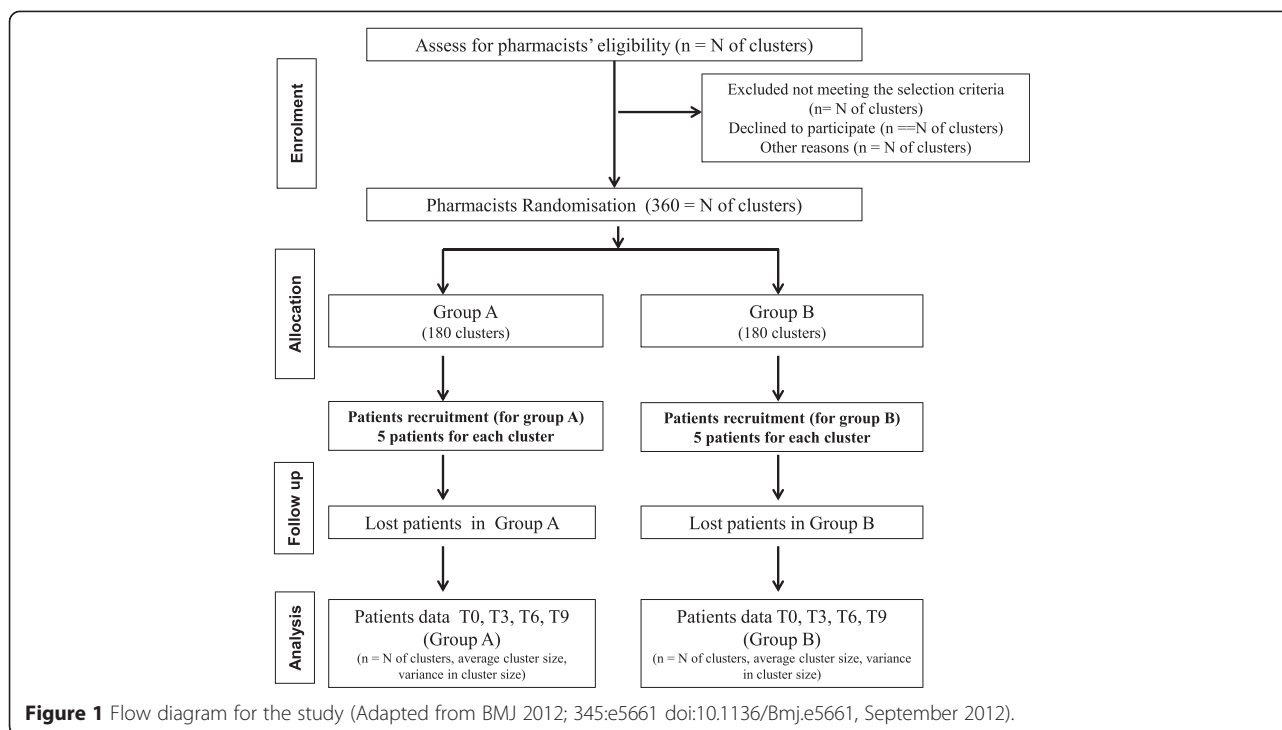 Assess for pharmacists' eligibility (n = N of clusters)
Enrolment
Excluded not meeting the selection criteria
(n= N of clusters)
Declined to participate (n ==N of clusters)
Other reasons (n = N of clusters)
Pharmacists Randomisation (360 = N of clusters)
Allocation
Group A
(180 clusters)
Group B
(180 clusters)
Patients recruitment (for group A)
5 patients for each cluster
Patients recruitment (for group B)
5 patients for each cluster
Follow up
Lost patients in Group A
Lost patients in Group B
Analysis
Patients data T0, T3, T6, T9
(Group A)
(n = N of clusters, average cluster size,
variance in cluster size)
Patients data T0, T3, T6, T9
(Group B)
(n = N of clusters, average cluster size, variance
in cluster size)
Figure 1 Flow diagram for the study (Adapted from BMJ 2012; 345:e5661 doi:10.1136/Bmj.e5661, September 2012).